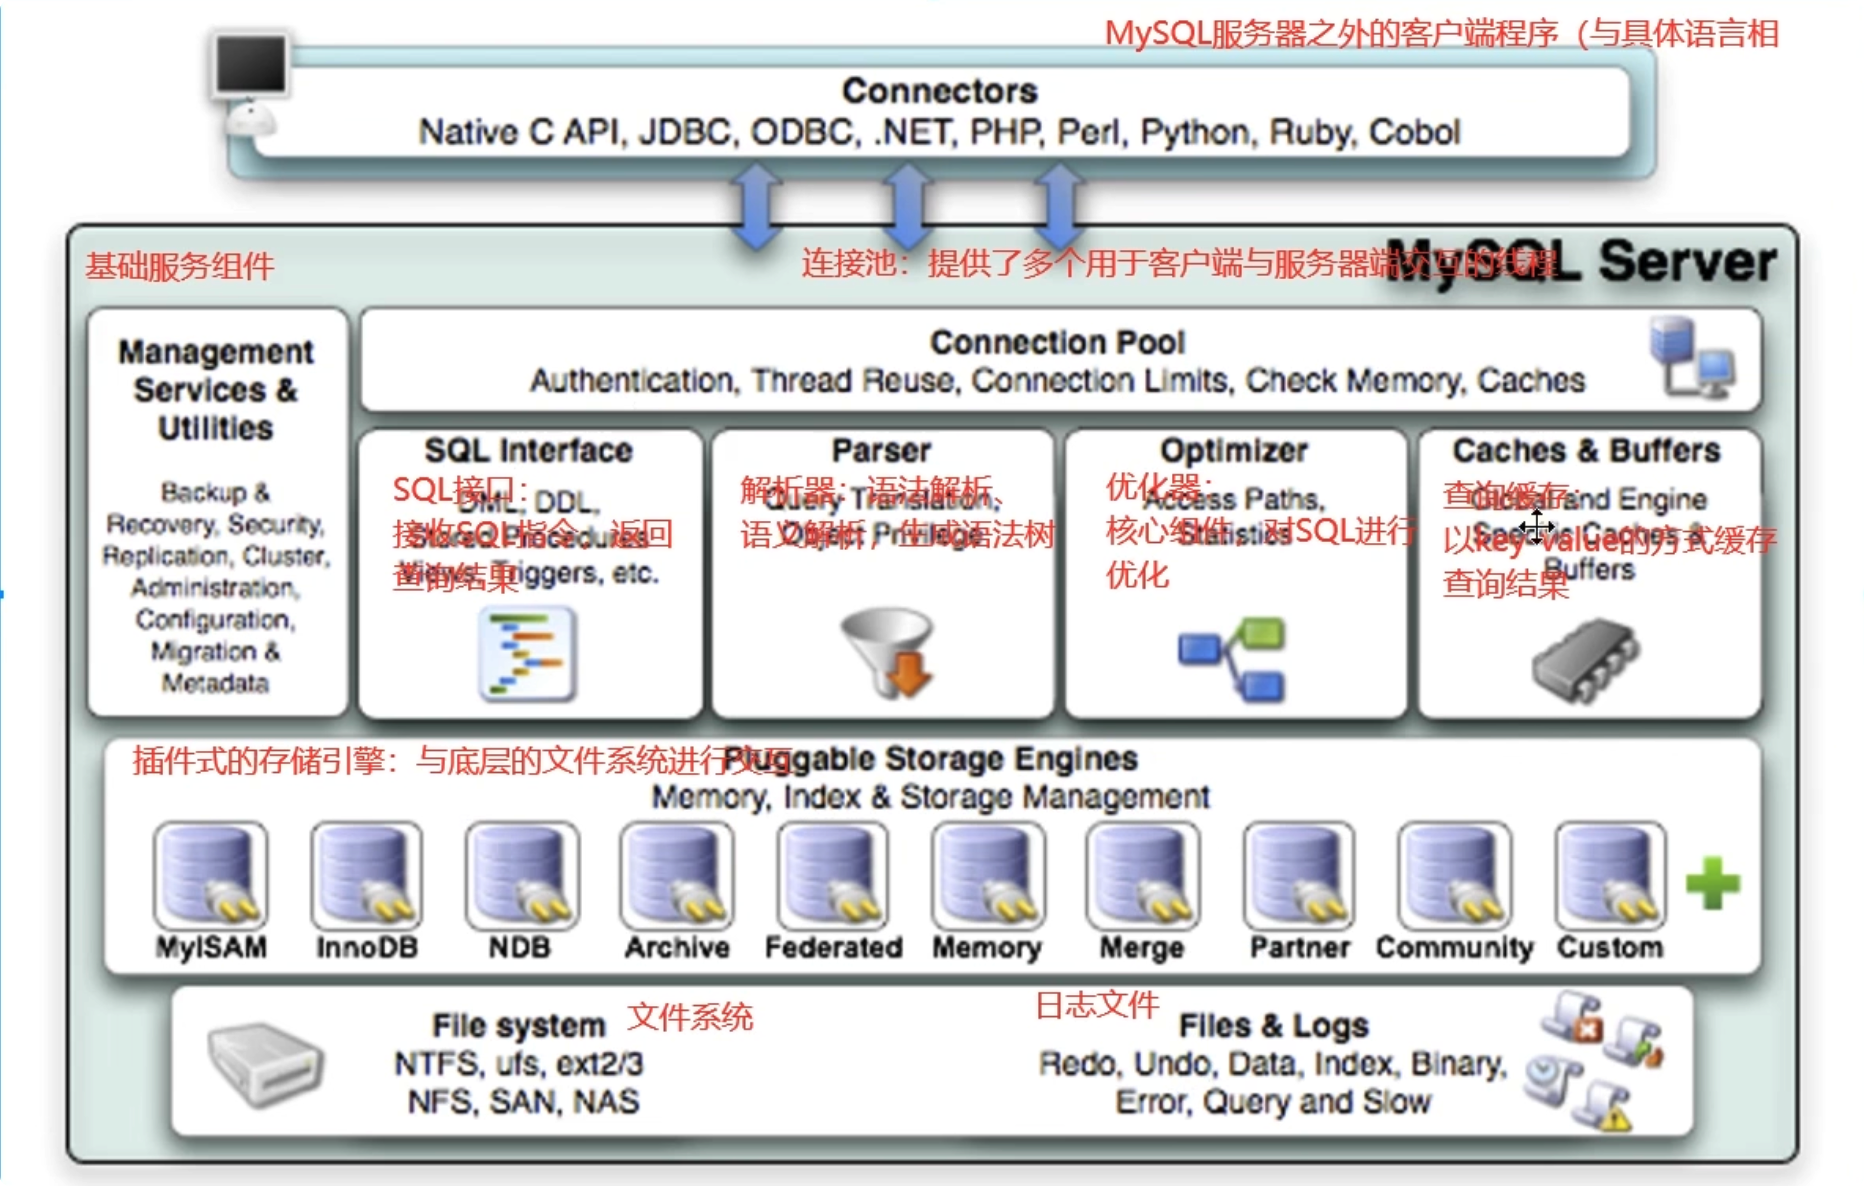 MySQL服务器之外的客户端程序（与具体语言相
Connectors
Native C API, JDBC, ODBC, .NET, PHP, Perl, Python, Ruby, Cobol
基础服务组件
连接池：提供了多个用于客户端与服务器端交互的线程
MySQL Server
Management
Services &
Utilities
Backup &
Recovery, Security,
Replication, Cluster,
Administration,
Configuration,
Migration &
Metadata
Connection Pool
Authentication, Thread Reuse, Connection Limits, Check Memory, Caches
SQL Interface
SQL接口：
接收SQL指令，返回
查询结果
DML, DDL,
Stored Procedures
Views, Triggers, etc.
Parser
解析器：语法解析、
语义解析，生成语法树
Query Translation,
Object Privilege
Optimizer
优化器：
核心组件，对SQL进行
优化
Access Paths,
Statistics
Caches & Buffers
查询缓存：
以key-value的方式缓存
查询结果
Global and Engine
Specific Caches &
Buffers
插件式的存储引擎：与底层的文件系统进行交互
Pluggable Storage Engines
Memory, Index & Storage Management
MyISAM InnoDB NDB Archive Federated Memory Merge Partner Community Custom
File system
文件系统
NTFS, ufs, ext2/3
NFS, SAN, NAS
日志文件
Files & Logs
Redo, Undo, Data, Index, Binary,
Error, Query and Slow